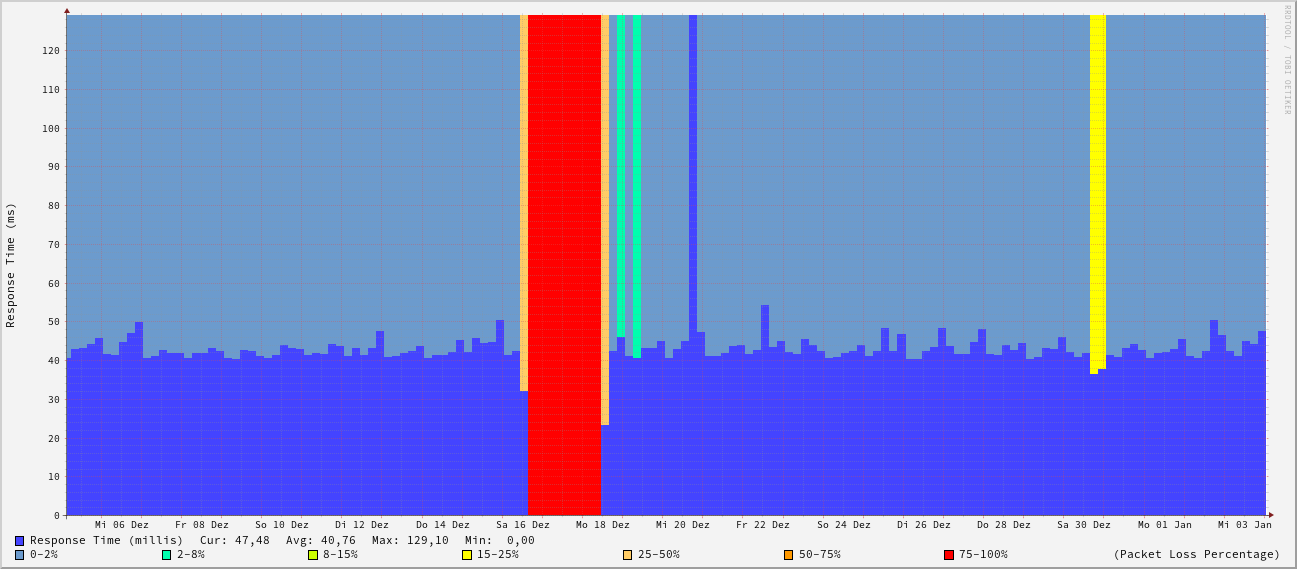 RRDTOOL / TOBI OETIKER
Response Time (ms)
120
110
100
90
80
70
60
50
40
30
20
10
0
Mi 06 Dez Fr 08 Dez So 10 Dez Di 12 Dez Do 14 Dez Sa 16 Dez Mo 18 Dez Mi 20 Dez Fr 22 Dez So 24 Dez Di 26 Dez Do 28 Dez Sa 30 Dez Mo 01 Jan Mi 03 Jan
Response Time (millis) Cur: 47,48 Avg: 40,76 Max: 129,10 Min: 0,00
0-2% 2-8% 8-15% 15-25% 25-50% 50-75% 75-100% (Packet Loss Percentage)